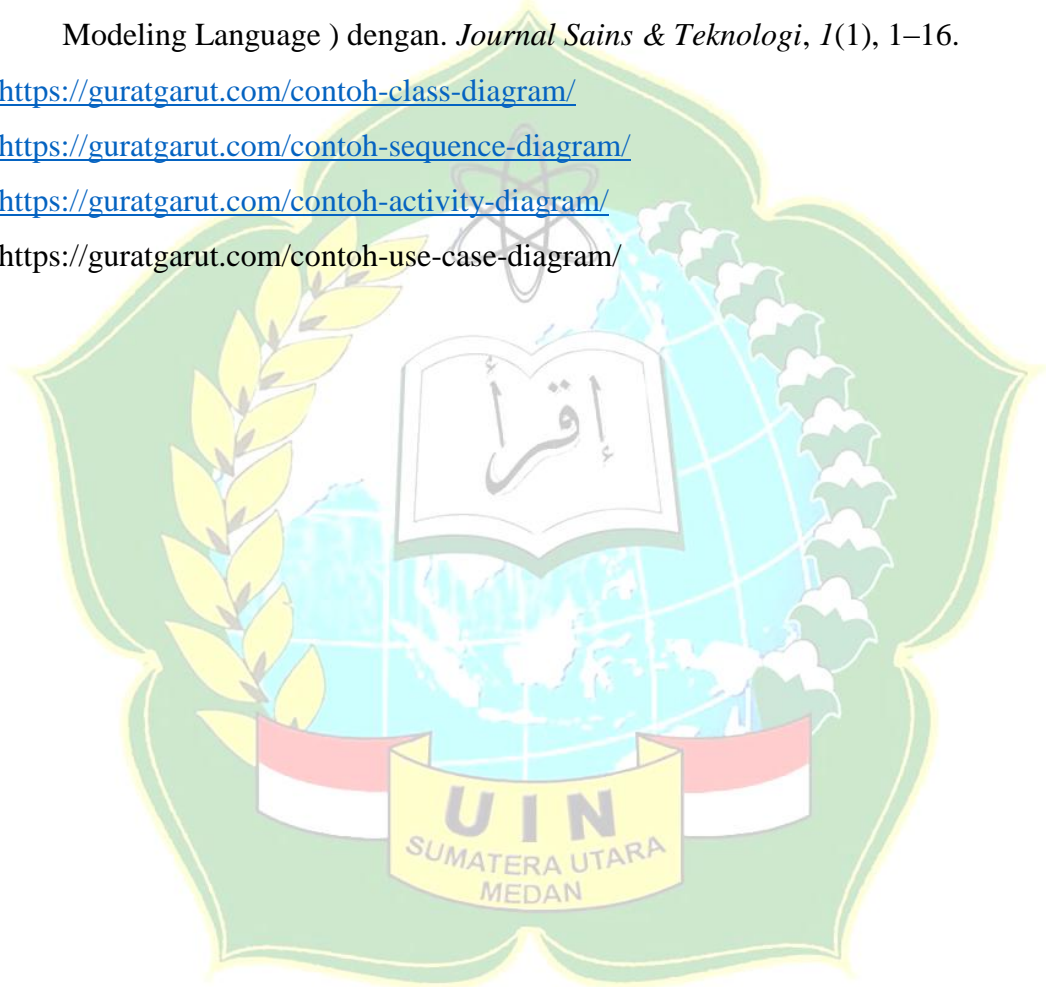 Modeling Language ) dengan. Journal Sains & Teknologi, 1(1), 1–16.
https://guratgarut.com/contoh-class-diagram/
https://guratgarut.com/contoh-sequence-diagram/
https://guratgarut.com/contoh-activity-diagram/
https://guratgarut.com/contoh-use-case-diagram/
إقرأ
UIN
SUMATERA UTARA
MEDAN